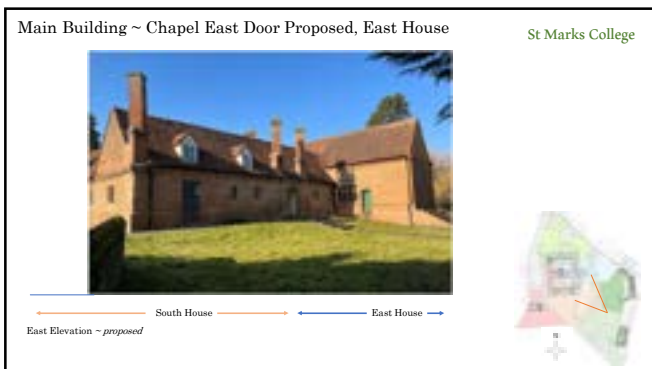 Main Building ~ Chapel East Door Proposed, East House
St Marks College
South House
East House
East Elevation ~ proposed